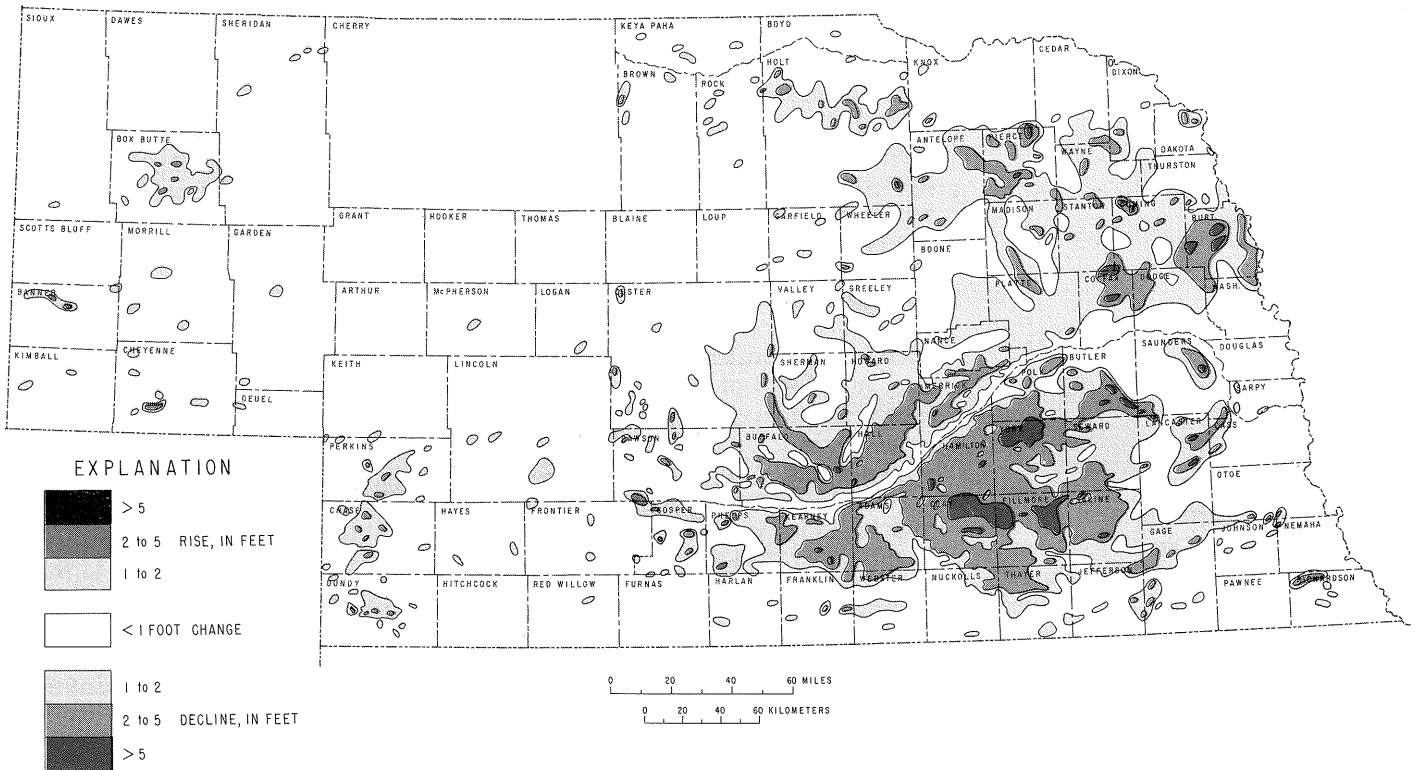 SIOUX
DAWES
SHERIDAN
CHERRY
KEYA PAHA
BOYD
BROWN
ROCK
HOLT
KNOX
CEDAR
DIXON
BOX BUTTE
ANTELOPE
PIERCE
WAYNE
DAKOTA
THURSTON
SCOTTS BLUFF
MORRILL
GARDEN
GRANT
HOOKER
THOMAS
BLAINE
LOUP
GARFIELD
WHEELER
BOONE
MADISON
STANTON
BURT
BANNER
ARTHUR
McPHERSON
LOGAN
VALLEY
GREELEY
PLATTE
COLFAX
DODGE
WASH.
KIMBALL
CHEYENNE
DEUEL
KEITH
LINCOLN
SHERMAN
HOWARD
NANCE
MERRICK
BUTLER
SAUNDERS
DOUGLAS
SARPY
PERKINS
DAWSON
BUFFALO
HALL
HAMILTON
SEWARD
LANCASTER
CASS
OTOE
CHASE
HAYES
FRONTIER
GOSPER
PHELPS
KEARNEY
ADAMS
CLAY
FILLMORE
SALINE
GAGE
JOHNSON
NEMAHA
DUNDY
HITCHCOCK
RED WILLOW
FURNAS
HARLAN
FRANKLIN
WEBSTER
NUCKOLLS
THAYER
JEFFERSON
PAWNEE
RICHARDSON
EXPLANATION
> 5
2 to 5 RISE, IN FEET
1 to 2
< 1 FOOT CHANGE
1 to 2
2 to 5 DECLINE, IN FEET
> 5
0 20 40 60 MILES
0 20 40 60 KILOMETERS